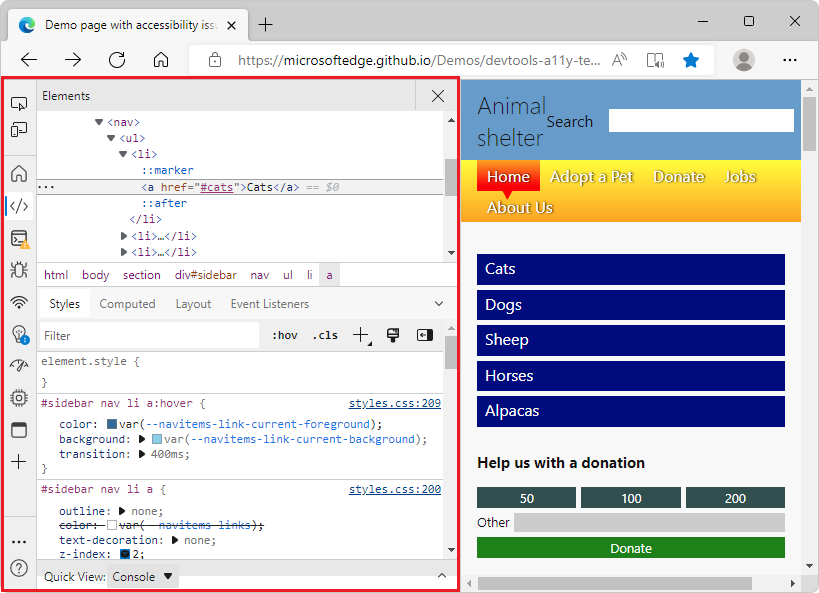 Demo page with accessibility iss
https://microsoftedge.github.io/Demos/devtools-a11y-te...
Elements
<nav>
<ul>
<li>
::marker
<a href="#cats">Cats</a> == $0
::after
</li>
<li>…</li>
<li>…</li>
html body section div#sidebar nav ul li a
Styles Computed Layout Event Listeners
Filter :hov .cls
element.style {
}
#sidebar nav li a:hover { styles.css:209
color: var(--navitems-link-current-foreground);
background: var(--navitems-link-current-background);
transition: 400ms;
}
#sidebar nav li a { styles.css:200
outline: none;
color: var(--navitems-links);
text-decoration: none;
z-index: 2;
Quick View: Console
Animal
shelter
Search
Home Adopt a Pet Donate Jobs
About Us
Cats
Dogs
Sheep
Horses
Alpacas
Help us with a donation
50 100 200
Other
Donate